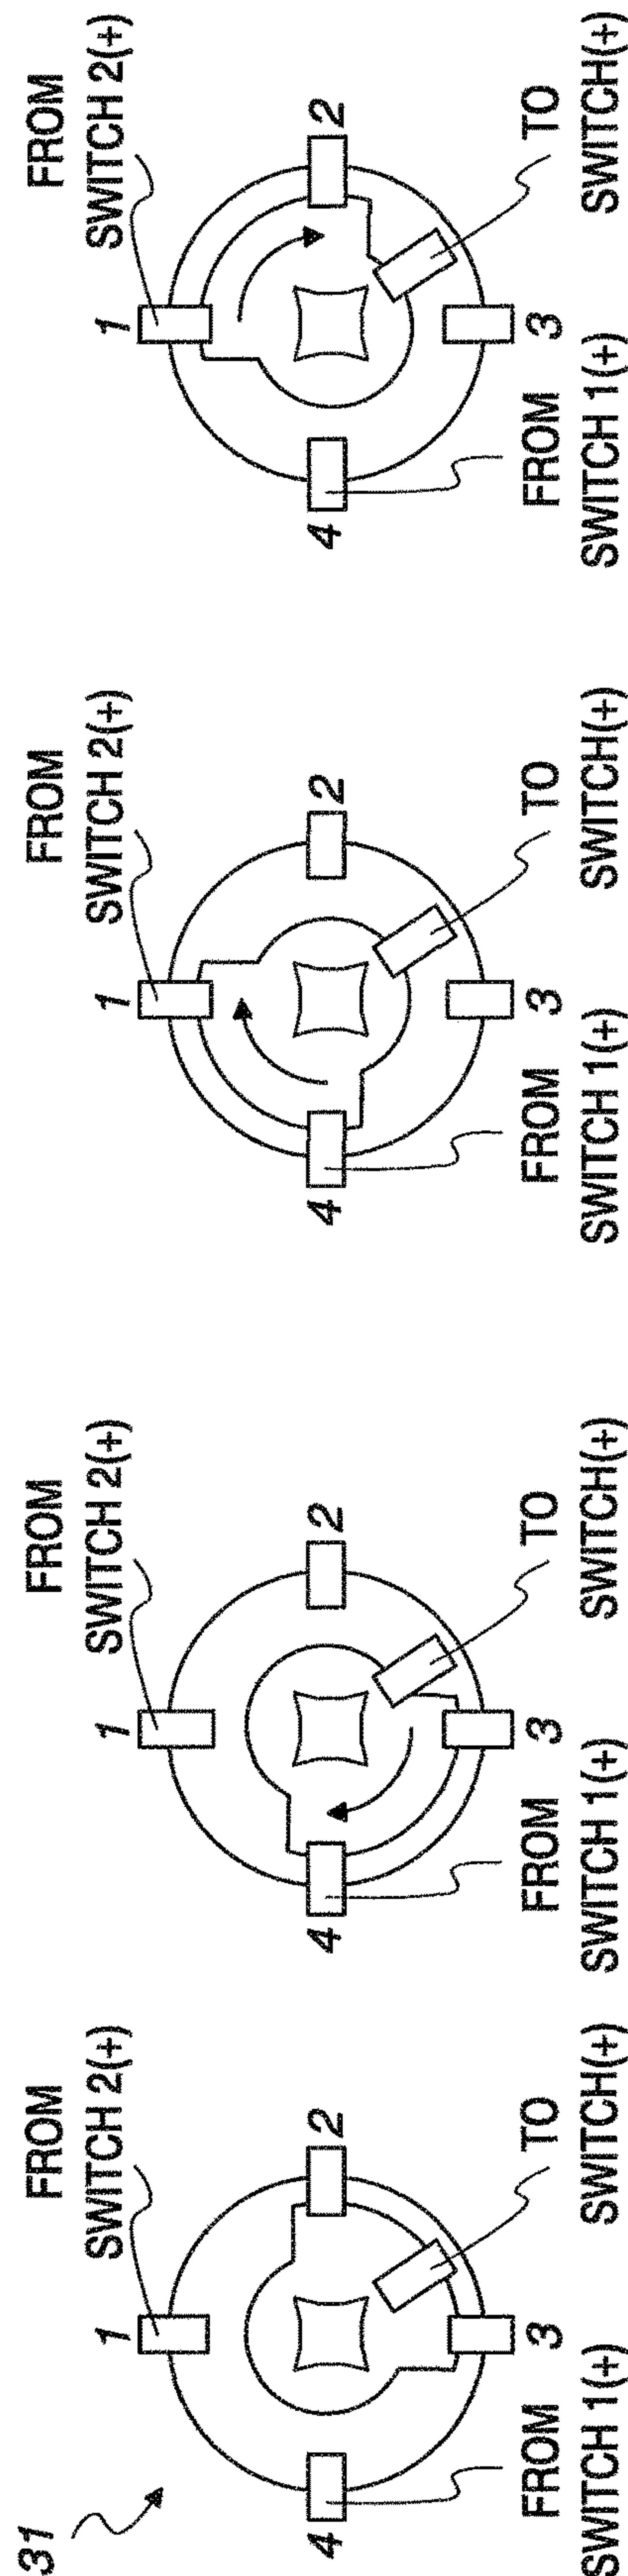 31
FROM
SWITCH 2(+)
1
4
2
3
FROM
SWITCH 1(+)
TO
SWITCH(+)
FROM
SWITCH 2(+)
1
4
2
3
FROM
SWITCH 1(+)
TO
SWITCH(+)
FROM
SWITCH 2(+)
1
4
2
3
FROM
SWITCH 1(+)
TO
SWITCH(+)
FROM
SWITCH 2(+)
1
4
2
3
FROM
SWITCH 1(+)
TO
SWITCH(+)